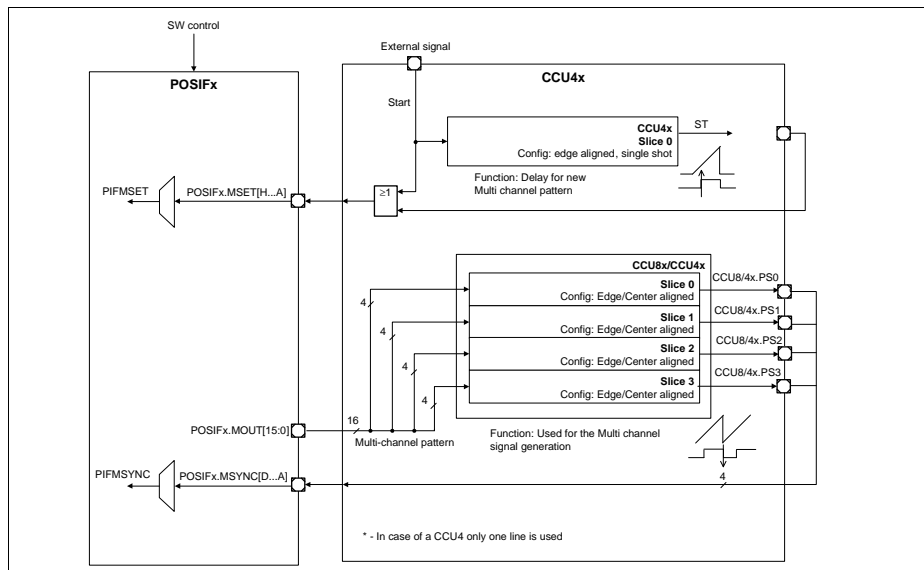 SW control
External signal
POSIFx
CCU4x
Start
CCU4x
Slice 0
Config: edge aligned, single shot
ST
Function: Delay for new
Multi channel pattern
PIFMSET
POSIFx.MSET[H...A]
≥1
CCU8x/CCU4x
Slice 0
Config: Edge/Center aligned
CCU8/4x.PS0
4
Slice 1
Config: Edge/Center aligned
CCU8/4x.PS1
4
Slice 2
Config: Edge/Center aligned
CCU8/4x.PS2
4
Slice 3
Config: Edge/Center aligned
CCU8/4x.PS3
4
POSIFx.MOUT[15:0]
16
Multi-channel pattern
Function: Used for the Multi channel
signal generation
PIFMSYNC
POSIFx.MSYNC[D...A]
4
* - In case of a CCU4 only one line is used